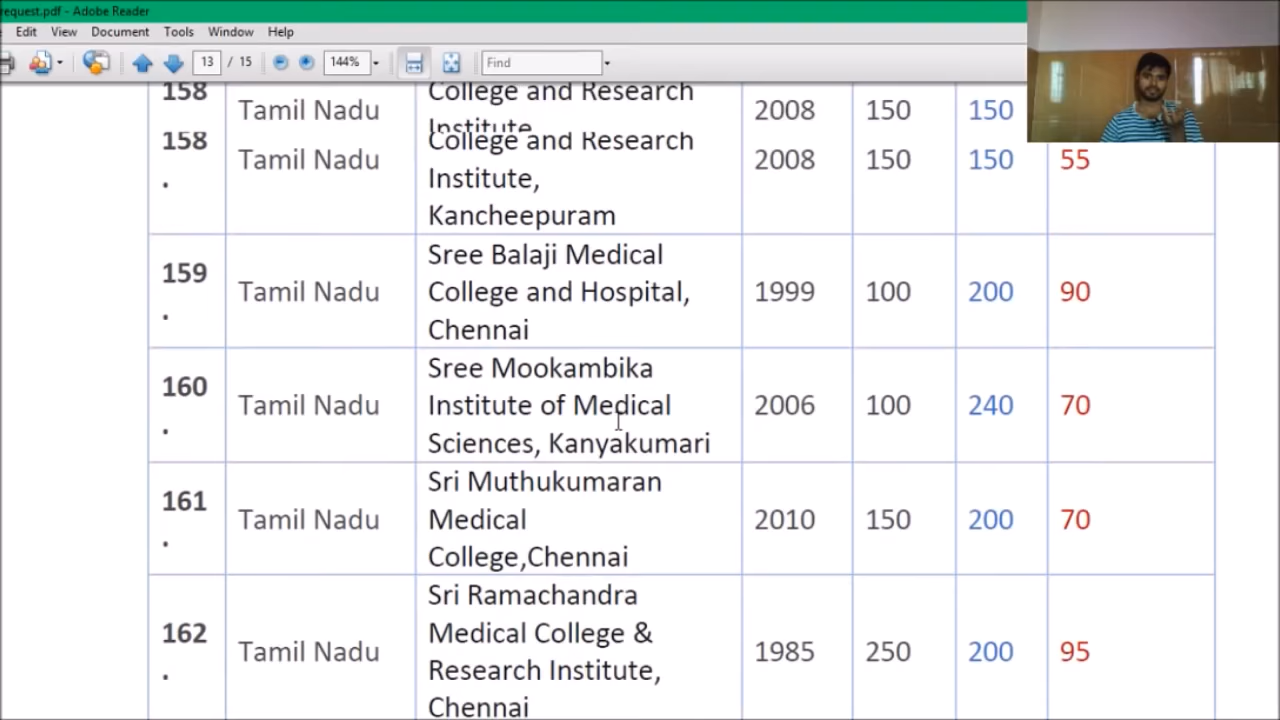 request.pdf - Adobe Reader
Edit View Document Tools Window Help
13 / 15 144% Find
158 Tamil Nadu College and Research 2008 150 150
Institute
158 College and Research
. Tamil Nadu Institute, 2008 150 150 55
Kancheepuram
159 Sree Balaji Medical
. Tamil Nadu College and Hospital, 1999 100 200 90
Chennai
160 Sree Mookambika
. Tamil Nadu Institute of Medical 2006 100 240 70
Sciences, Kanyakumari
161 Sri Muthukumaran
. Tamil Nadu Medical 2010 150 200 70
College,Chennai
Sri Ramachandra
162 Medical College &
. Tamil Nadu Research Institute, 1985 250 200 95
Chennai